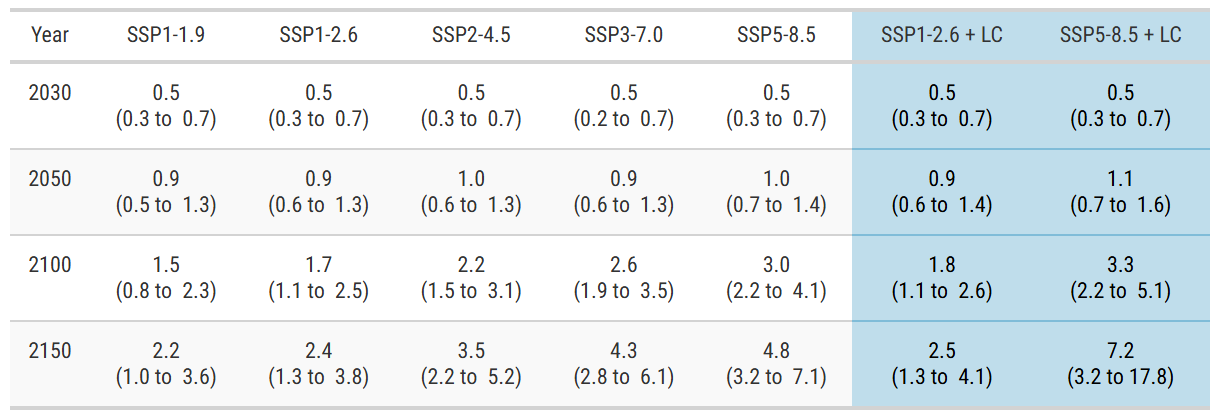 Year SSP1-1.9 SSP1-2.6 SSP2-4.5 SSP3-7.0 SSP5-8.5 SSP1-2.6 + LC SSP5-8.5 + LC
2030 0.5 0.5 0.5 0.5 0.5 0.5 0.5
(0.3 to 0.7) (0.3 to 0.7) (0.3 to 0.7) (0.2 to 0.7) (0.3 to 0.7) (0.3 to 0.7) (0.3 to 0.7)
2050 0.9 0.9 1.0 0.9 1.0 0.9 1.1
(0.5 to 1.3) (0.6 to 1.3) (0.6 to 1.3) (0.6 to 1.3) (0.7 to 1.4) (0.6 to 1.4) (0.7 to 1.6)
2100 1.5 1.7 2.2 2.6 3.0 1.8 3.3
(0.8 to 2.3) (1.1 to 2.5) (1.5 to 3.1) (1.9 to 3.5) (2.2 to 4.1) (1.1 to 2.6) (2.2 to 5.1)
2150 2.2 2.4 3.5 4.3 4.8 2.5 7.2
(1.0 to 3.6) (1.3 to 3.8) (2.2 to 5.2) (2.8 to 6.1) (3.2 to 7.1) (1.3 to 4.1) (3.2 to 17.8)